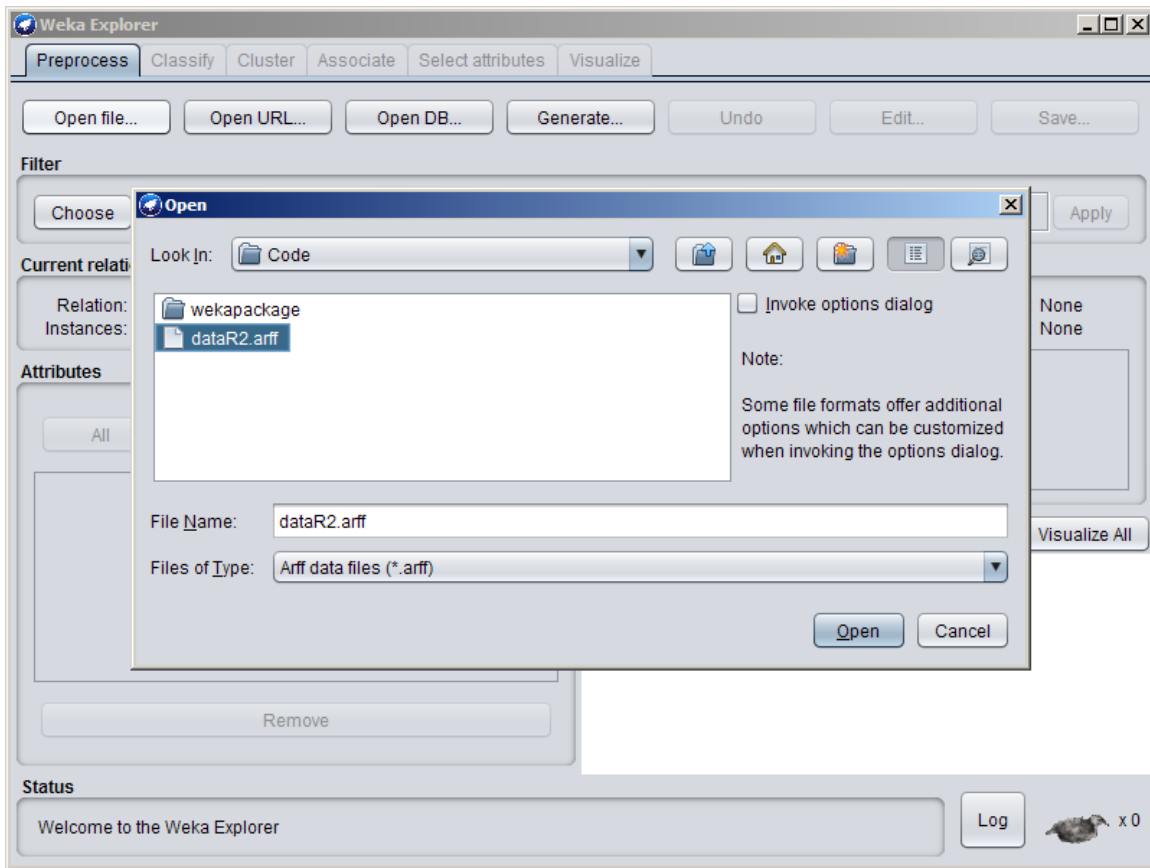 Weka Explorer
Preprocess Classify Cluster Associate Select attributes Visualize
Open file... Open URL... Open DB... Generate... Undo Edit... Save...
Filter
Choose Apply
Open
Look In: Code
Current relati
Relation: None
Instances: None
wekapackage
dataR2.arff
Invoke options dialog
Note:
Some file formats offer additional
options which can be customized
when invoking the options dialog.
Attributes
All
File Name: dataR2.arff
Files of Type: Arff data files (*.arff)
Visualize All
Open Cancel
Remove
Status
Welcome to the Weka Explorer
Log x 0